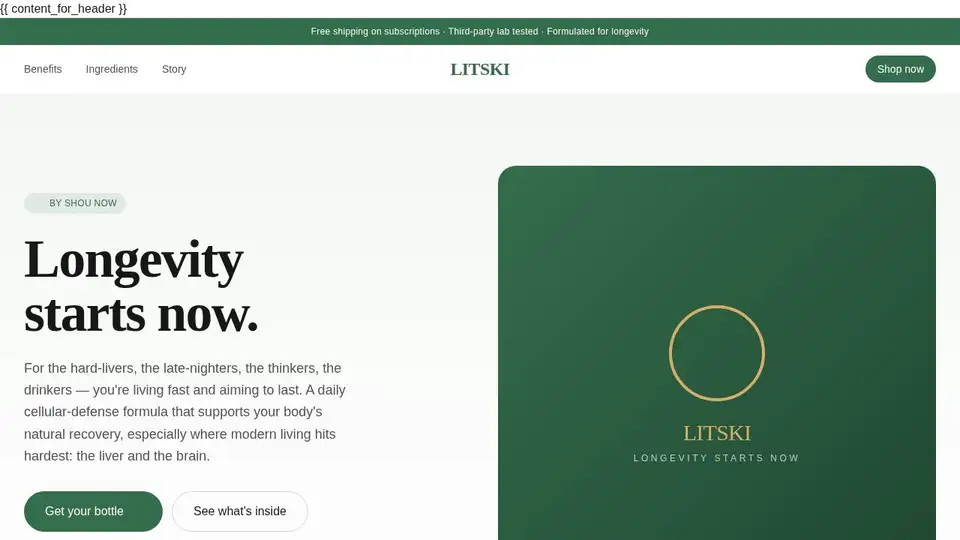 {{ content_for_header }}
Free shipping on subscriptions · Third-party lab tested · Formulated for longevity
Benefits Ingredients Story LITSKI Shop now
BY SHOU NOW
Longevity
starts now.
For the hard-livers, the late-nighters, the thinkers, the
drinkers — you're living fast and aiming to last. A daily
cellular-defense formula that supports your body's
natural recovery, especially where modern living hits
hardest: the liver and the brain.
Get your bottle See what's inside
LITSKI
LONGEVITY STARTS NOW